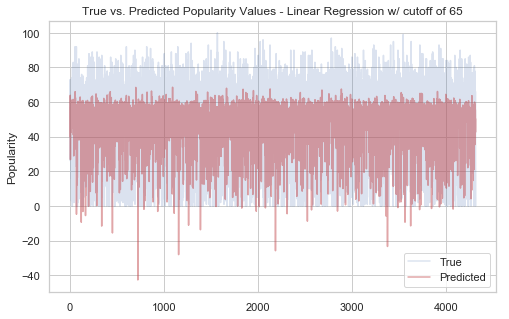 True vs. Predicted Popularity Values - Linear Regression w/ cutoff of 65
100
80
60
40
20
0
−20
−40
Popularity
0 1000 2000 3000 4000
True
Predicted